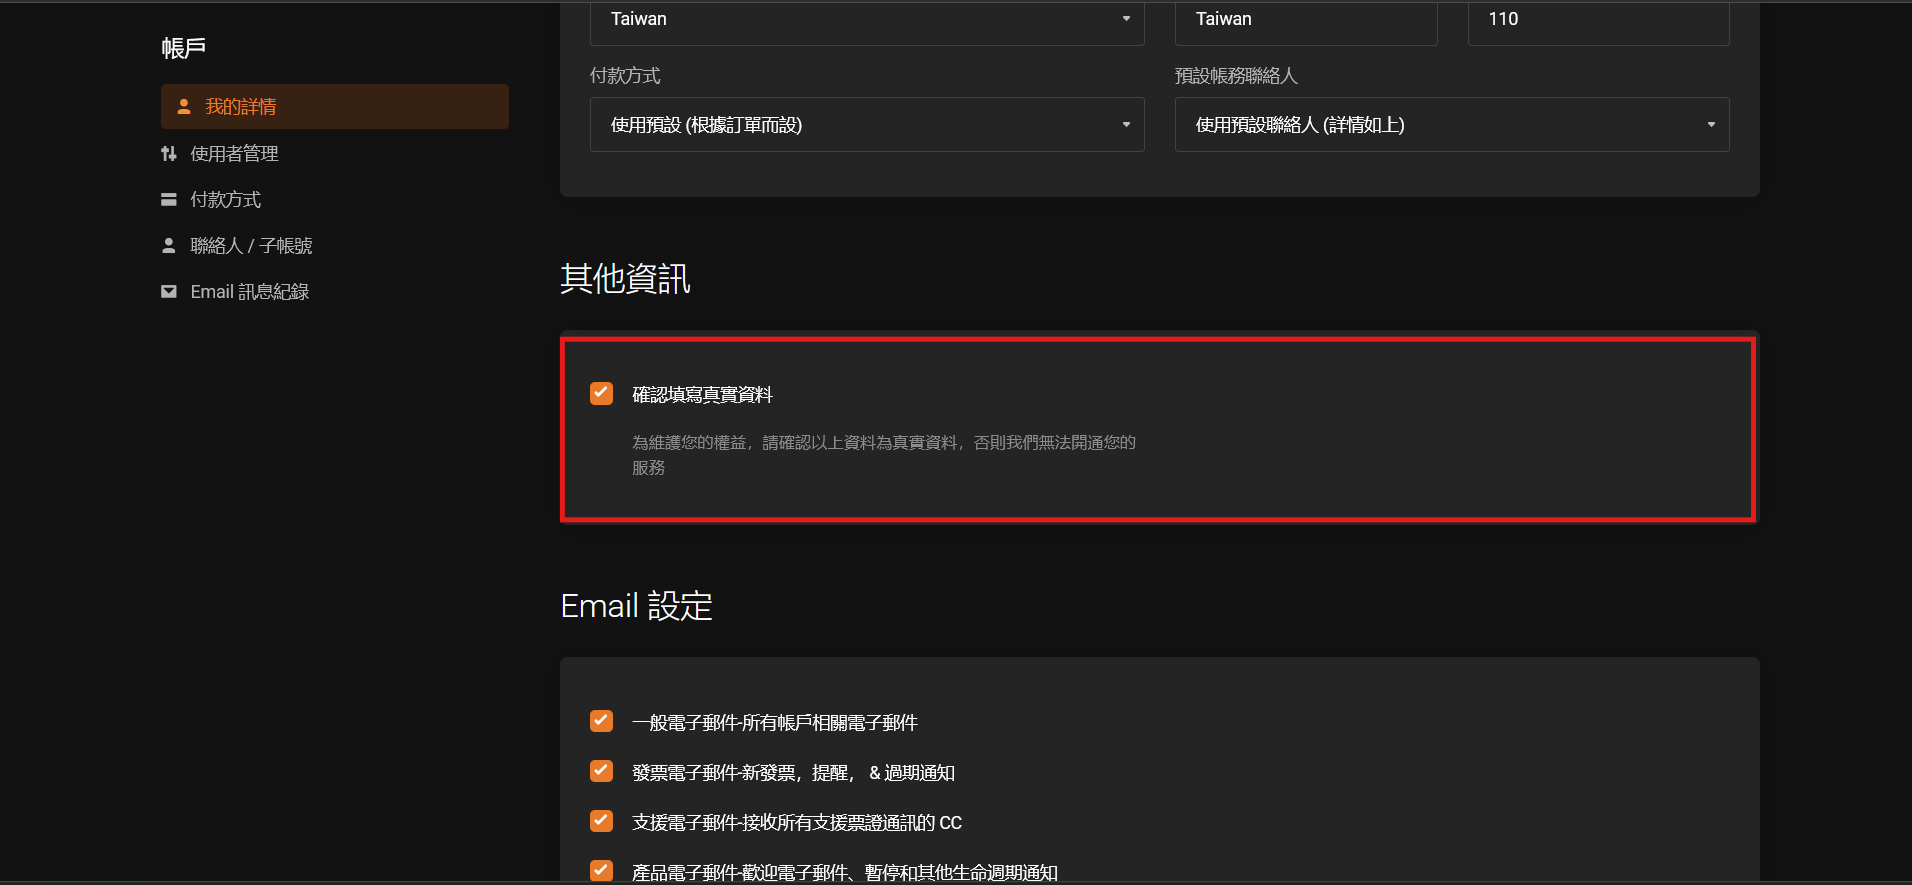 帳戶
我的詳情
使用者管理
付款方式
聯絡人 / 子帳號
Email 訊息紀錄
Taiwan
Taiwan
110
付款方式
預設帳務聯絡人
使用預設 (根據訂單而設)
使用預設聯絡人 (詳情如上)
其他資訊
確認填寫真實資料
為維護您的權益，請確認以上資料為真實資料，否則我們無法開通您的
服務
Email 設定
一般電子郵件-所有帳戶相關電子郵件
發票電子郵件-新發票，提醒， & 過期通知
支援電子郵件-接收所有支援票證通訊的 CC
產品電子郵件-歡迎電子郵件、暫停和其他生命週期通知